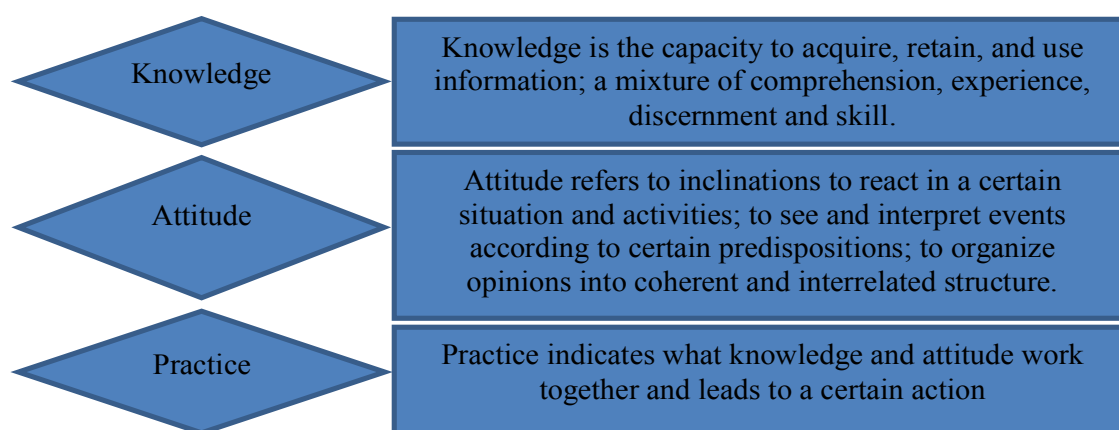 Knowledge
Knowledge is the capacity to acquire, retain, and use
information; a mixture of comprehension, experience,
discernment and skill.
Attitude
Attitude refers to inclinations to react in a certain
situation and activities; to see and interpret events
according to certain predispositions; to organize
opinions into coherent and interrelated structure.
Practice
Practice indicates what knowledge and attitude work
together and leads to a certain action